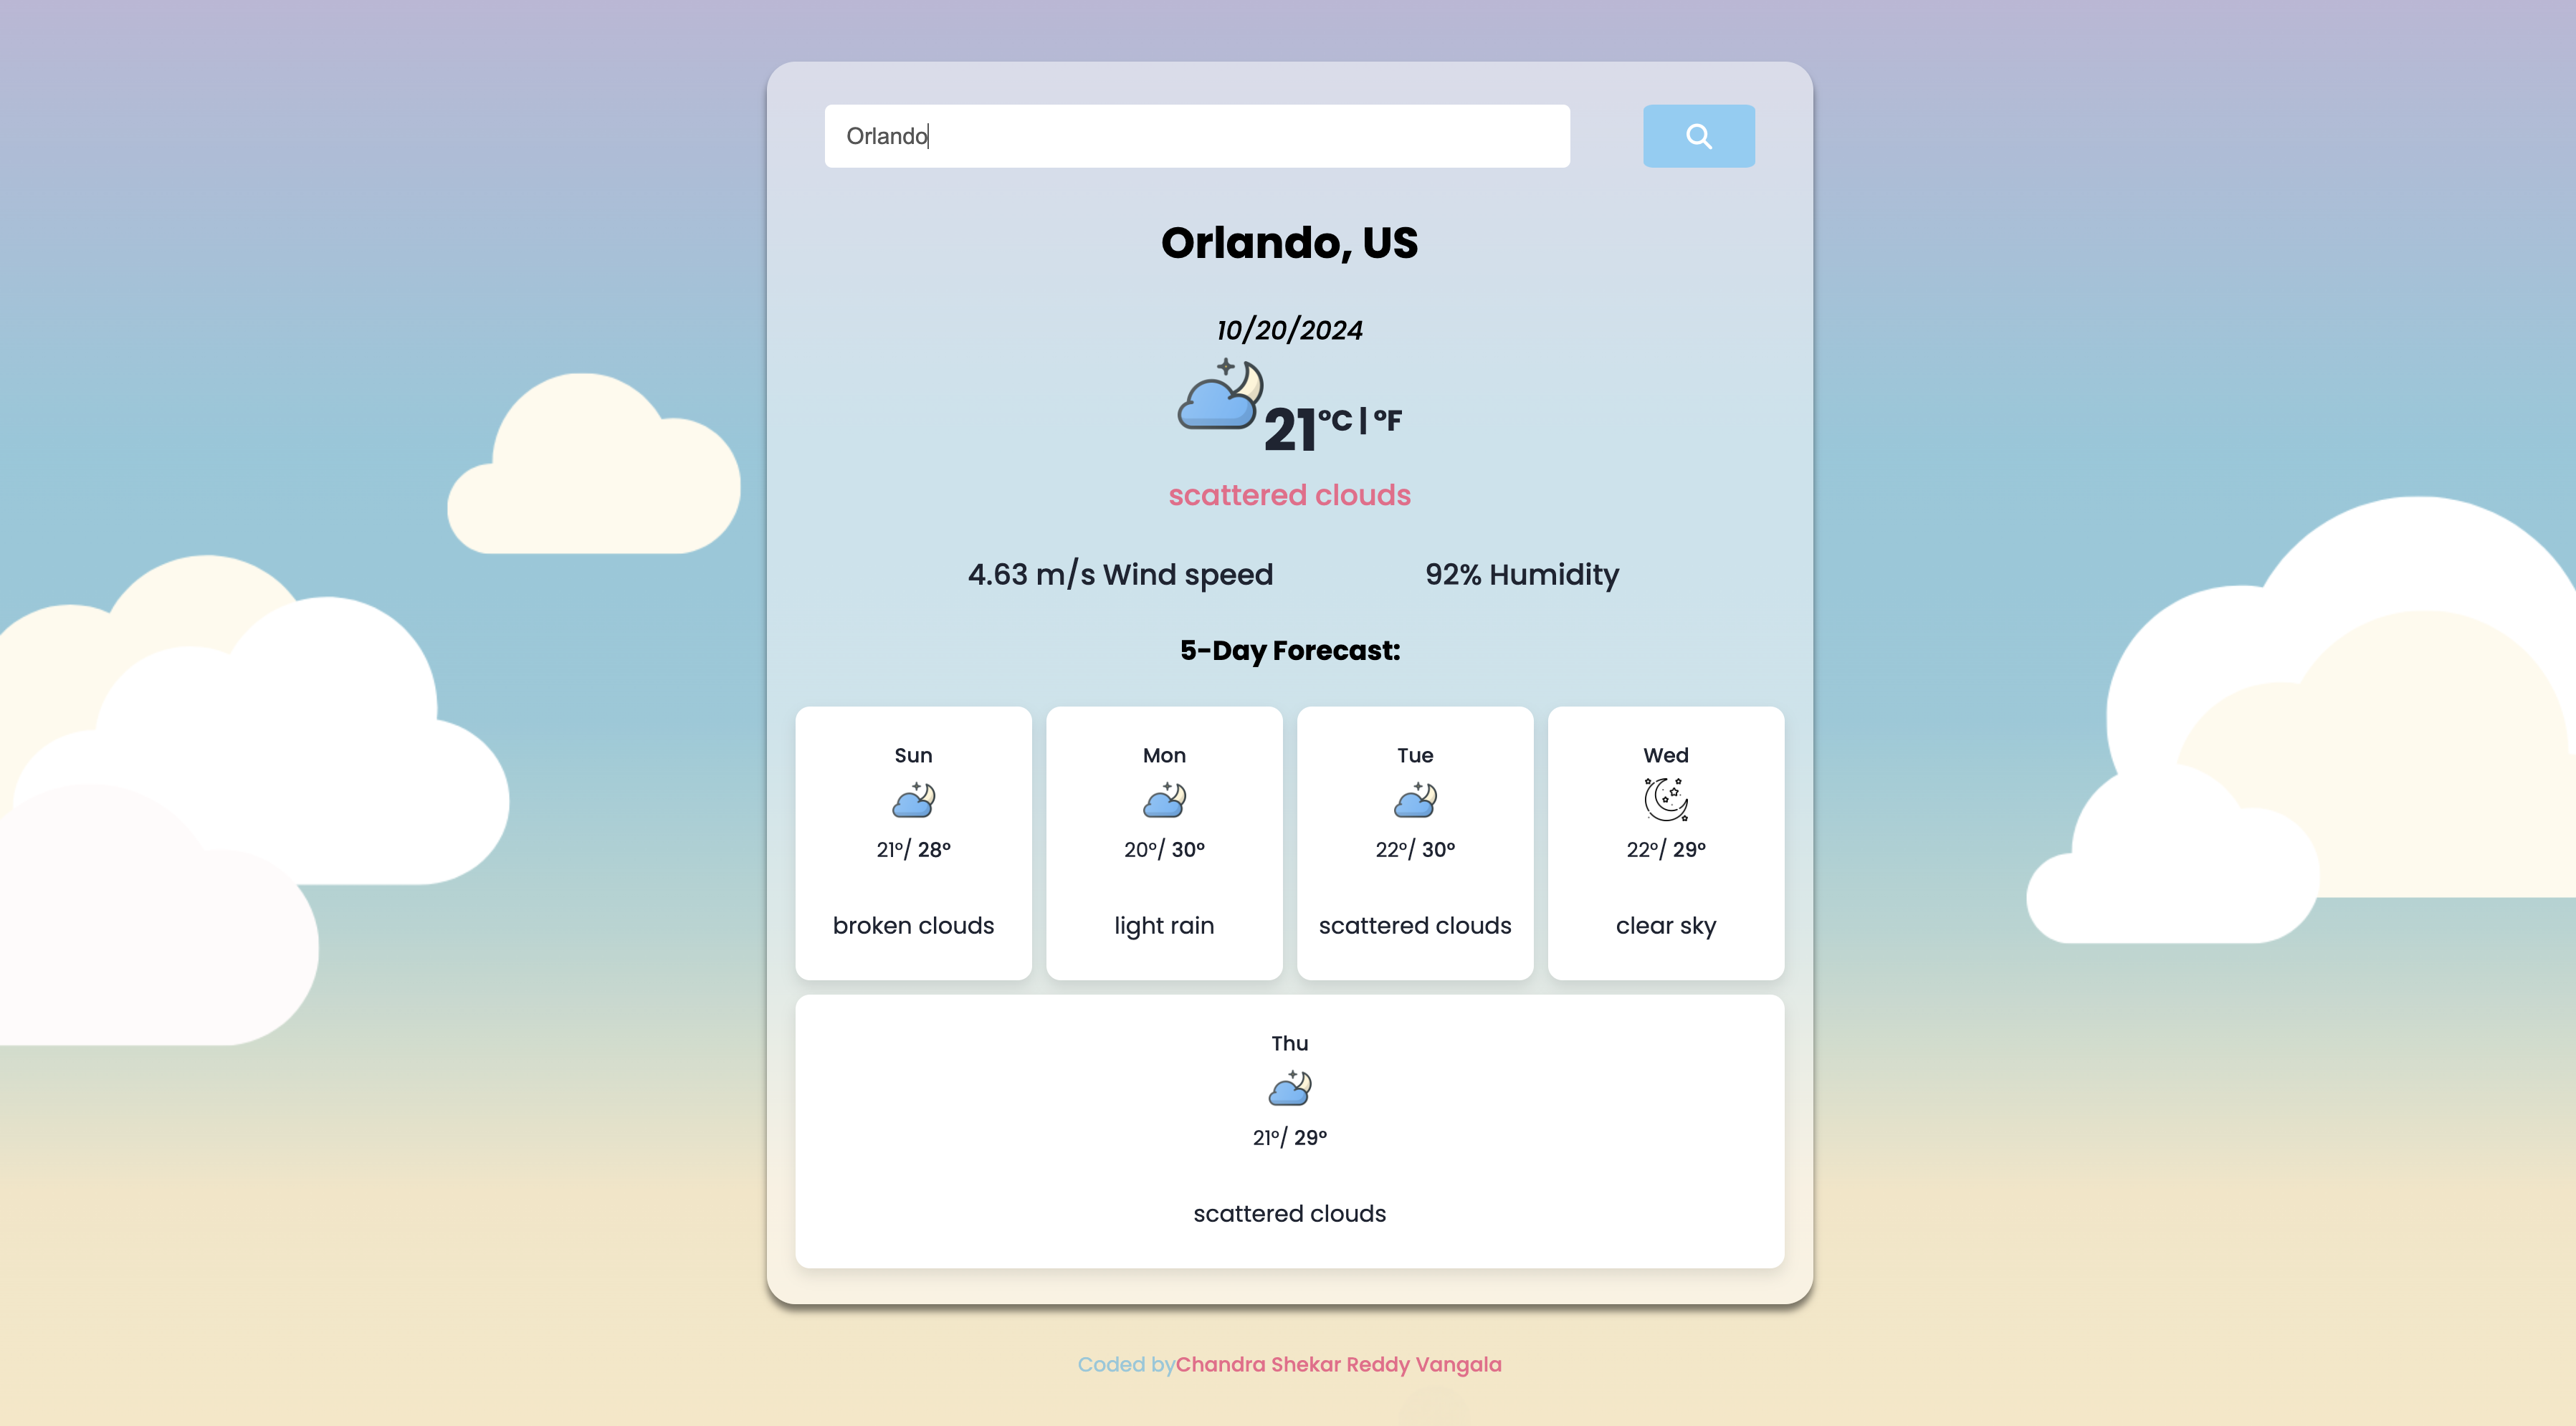 Orlando
Orlando, US
10/20/2024
21°C | °F
scattered clouds
4.63 m/s Wind speed 92% Humidity
5-Day Forecast:
Sun
21°/ 28°
broken clouds
Mon
20°/ 30°
light rain
Tue
22°/ 30°
scattered clouds
Wed
22°/ 29°
clear sky
Thu
21°/ 29°
scattered clouds
Coded byChandra Shekar Reddy Vangala